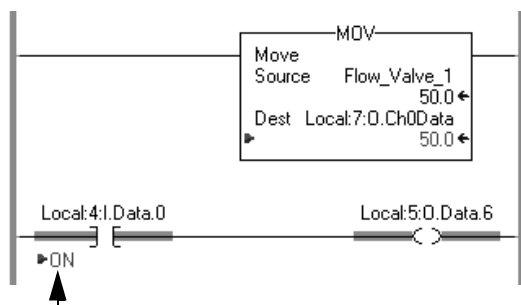 MOV
Move
Source Flow_Valve_1
50.0
Dest Local:7:O.Ch0Data
50.0
Local:4:I.Data.0 Local:5:O.Data.6
ON